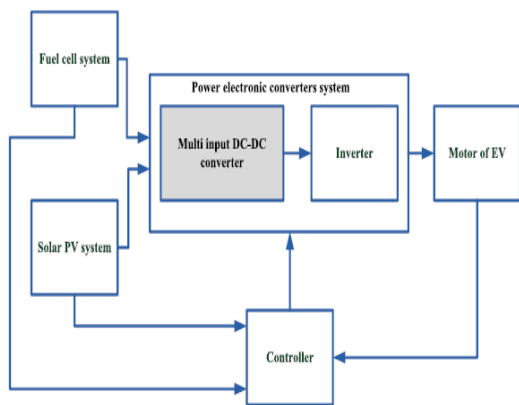 Fuel cell system
Power electronic converters system
Multi input DC-DC
converter
Inverter
Motor of EV
Solar PV system
Controller